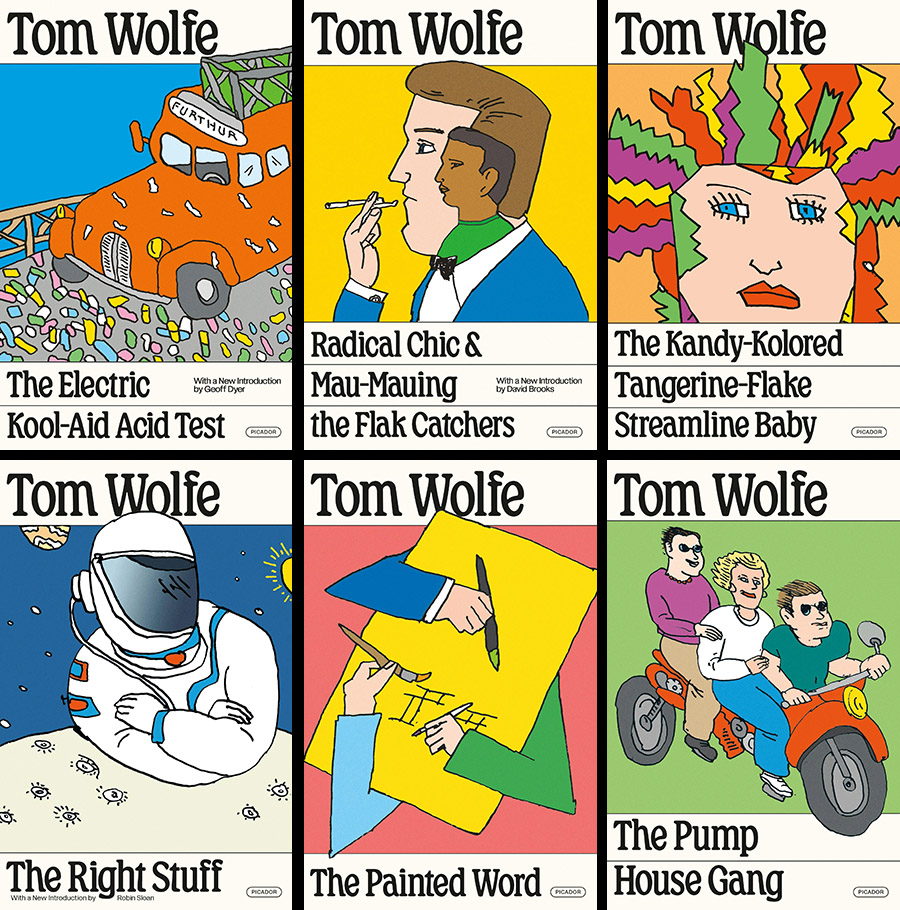 Tom Wolfe
FURTHUR
The Electric
With a New Introduction
by Geoff Dyer
Kool-Aid Acid Test
PICADOR
Tom Wolfe
Radical Chic &
Mau-Mauing
With a New Introduction
by David Brooks
the Flak Catchers
PICADOR
Tom Wolfe
The Kandy-Kolored
Tangerine-Flake
Streamline Baby
PICADOR
Tom Wolfe
The Right Stuff
With a New Introduction by Robin Sloan
PICADOR
Tom Wolfe
The Painted Word
PICADOR
Tom Wolfe
The Pump
House Gang
PICADOR